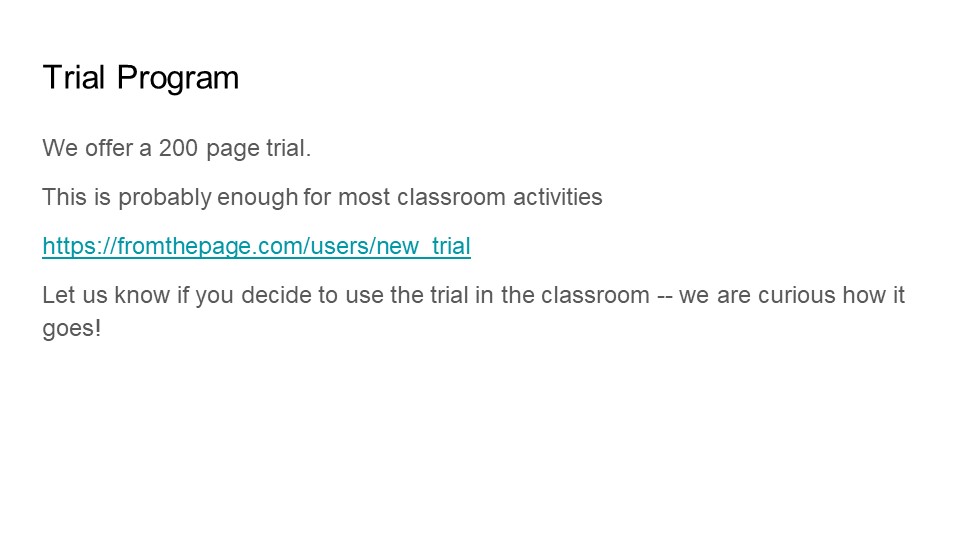 Trial Program
We offer a 200 page trial.
This is probably enough for most classroom activities
https://fromthepage.com/users/new_trial
Let us know if you decide to use the trial in the classroom -- we are curious how it
goes!